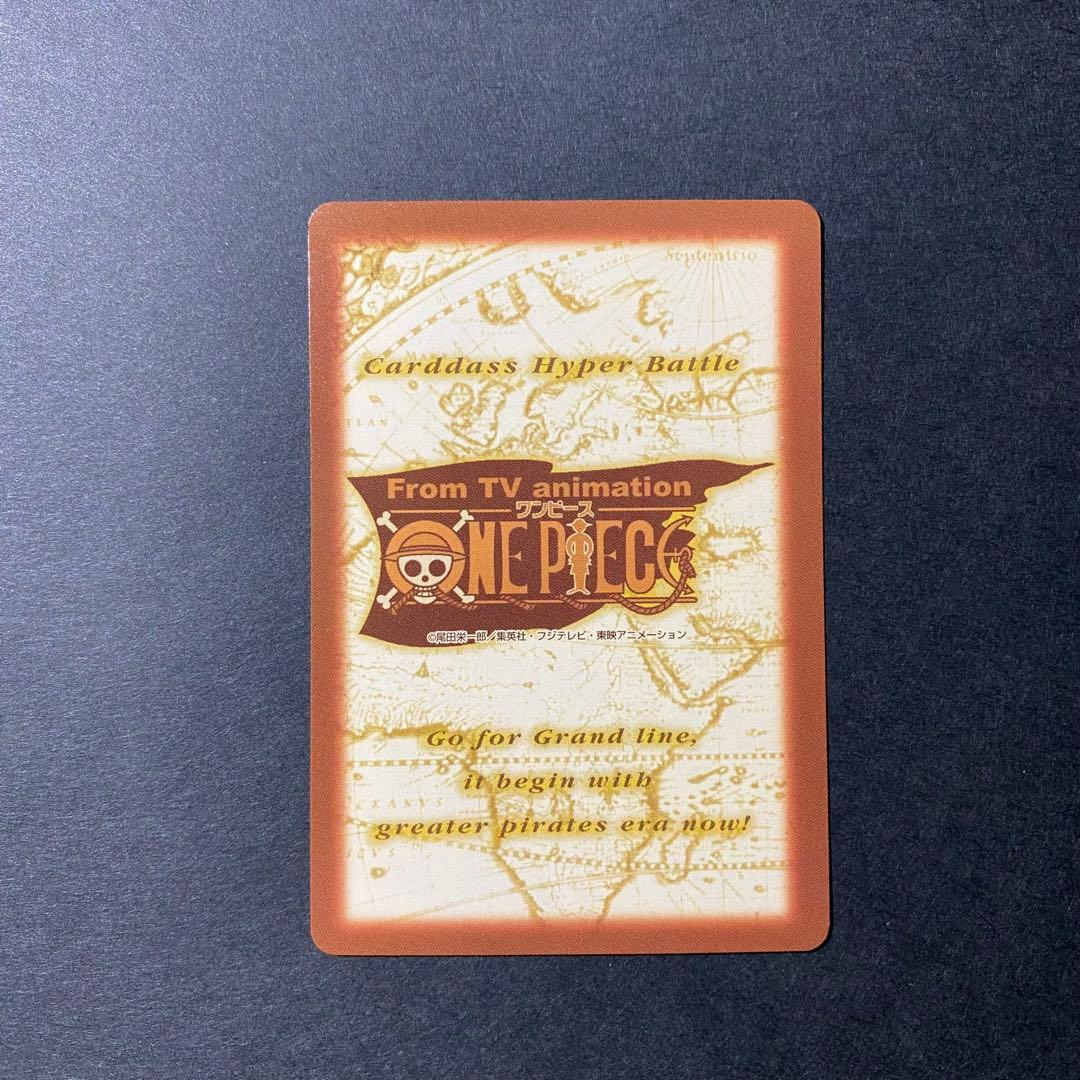 Septentrio
Carddass Hyper Battle
TLAN
From TV animation
ワンピース
ONE PIECE
©尾田栄一郎/集英社・フジテレビ・東映アニメーション
Go for Grand line,
it begin with
OCEANYS
greater pirates era now!